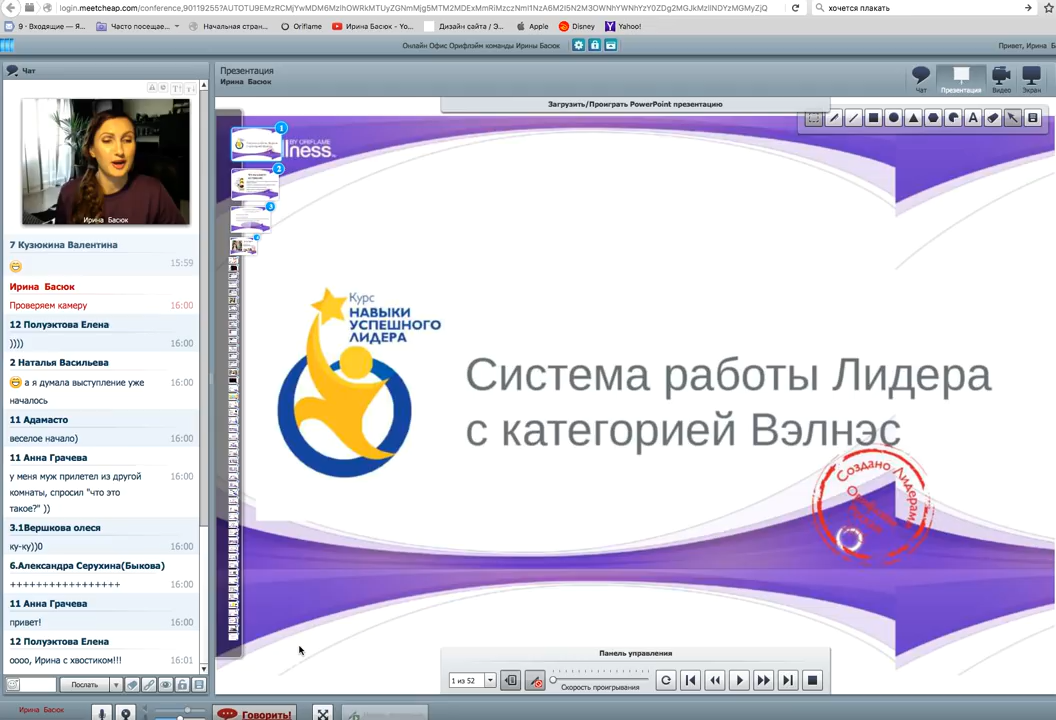 хочется плакать
9 - Входящие — Я...
Часто посещае...
Начальная стран...
Oriflame
Ирина Басюк - Yo...
Дизайн сайта / Э...
Apple
Disney
Yahoo!
Онлайн Офис Орифлэйм команды Ирины Басюк
Привет, Ирина Б
Чат
Презентация
Ирина Басюк
Чат
Презентация
Видео
Экран
Загрузить/Проиграть PowerPoint презентацию
Ирина Басюк
7 Кузюкина Валентина
15:59
Ирина Басюк
Проверяем камеру 16:00
12 Полуэктова Елена
)))) 16:00
2 Наталья Васильева
а я думала выступление уже 16:00
началось
11 Адамасто
веселое начало) 16:00
11 Анна Грачева
у меня муж прилетел из другой 16:00
комнаты, спросил "что это
такое?" ))
3.1Вершкова олеся
ку-ку))0 16:00
6.Александра Серухина(Быкова)
+++++++++++++++++ 16:00
11 Анна Грачева
привет! 16:00
12 Полуэктова Елена
оооо, Ирина с хвостиком!!! 16:01
Послать
Ирина Басюк
Говорить!
1
2
3
BY ORIFLAME
lness
Курс
НАВЫКИ
УСПЕШНОГО
ЛИДЕРА
Система работы Лидера
с категорией Вэлнэс
Создано Лидерами
Панель управления
1 из 52
Скорость проигрывания